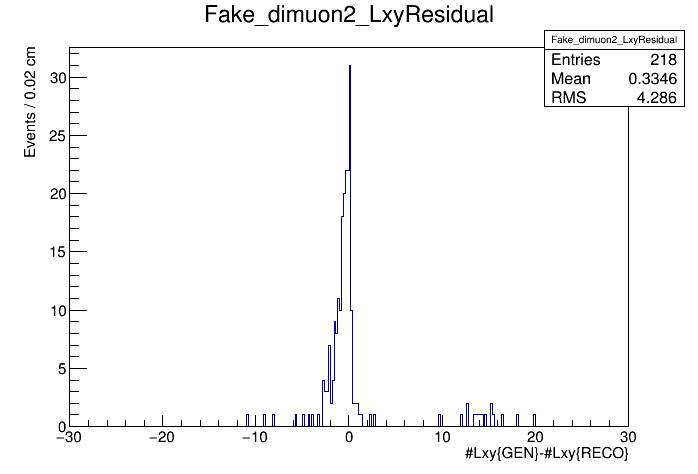 Fake_dimuon2_LxyResidual
Fake_dimuon2_LxyResidual
Entries 218
Mean 0.3346
RMS 4.286
Events / 0.02 cm
30
25
20
15
10
5
0
−30 −20 −10 0 10 20 30
#Lxy{GEN}-#Lxy{RECO}